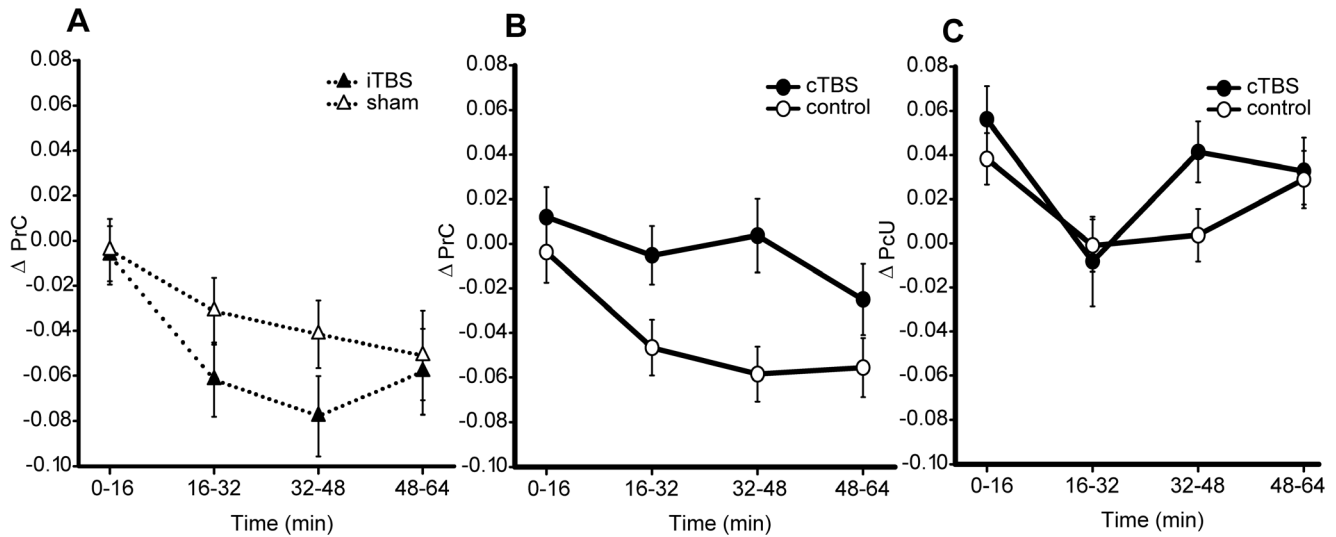 A
0.08
0.06
0.04
0.02
0.00
-0.02
-0.04
-0.06
-0.08
-0.10
Δ PrC
iTBS
sham
0-16 16-32 32-48 48-64
Time (min)
B
0.08
0.06
0.04
0.02
0.00
-0.02
-0.04
-0.06
-0.08
-0.10
Δ PrC
cTBS
control
0-16 16-32 32-48 48-64
Time (min)
C
0.08
0.06
0.04
0.02
0.00
-0.02
-0.04
-0.06
-0.08
-0.10
Δ PcU
cTBS
control
0-16 16-32 32-48 48-64
Time (min)